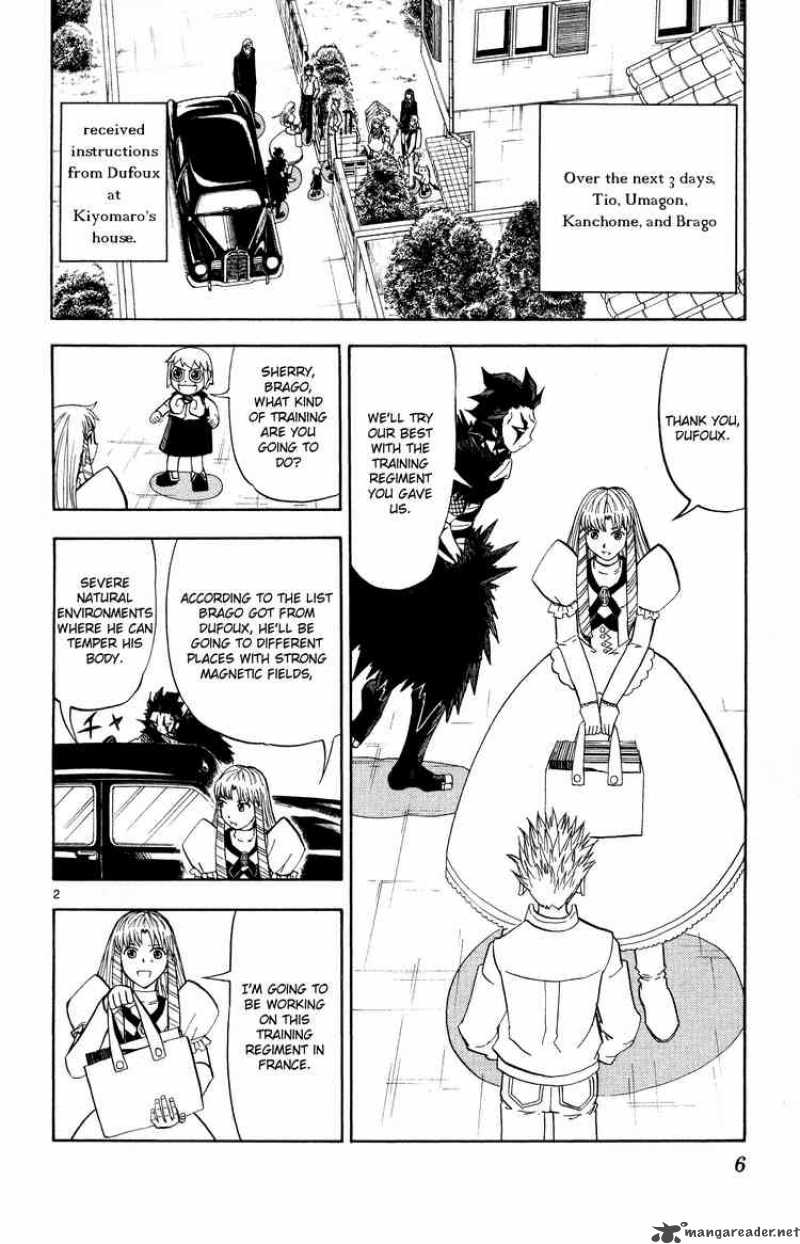 Over the next 3 days,
Tio, Umagon,
Kanchome, and Brago
received
instructions
from Dufoux
at
Kiyomaro's
house.
THANK YOU,
DUFOUX.
WE'LL TRY
OUR BEST
WITH THE
TRAINING
REGIMENT
YOU GAVE
US.
SHERRY,
BRAGO,
WHAT KIND
OF TRAINING
ARE YOU
GOING TO
DO?
ACCORDING TO THE LIST
BRAGO GOT FROM
DUFOUX, HE'LL BE
GOING TO DIFFERENT
PLACES WITH STRONG
MAGNETIC FIELDS,
SEVERE
NATURAL
ENVIRONMENTS
WHERE HE CAN
TEMPER HIS
BODY.
2
I'M GOING TO
BE WORKING
ON THIS
TRAINING
REGIMENT IN
FRANCE.
6
mangareader.net